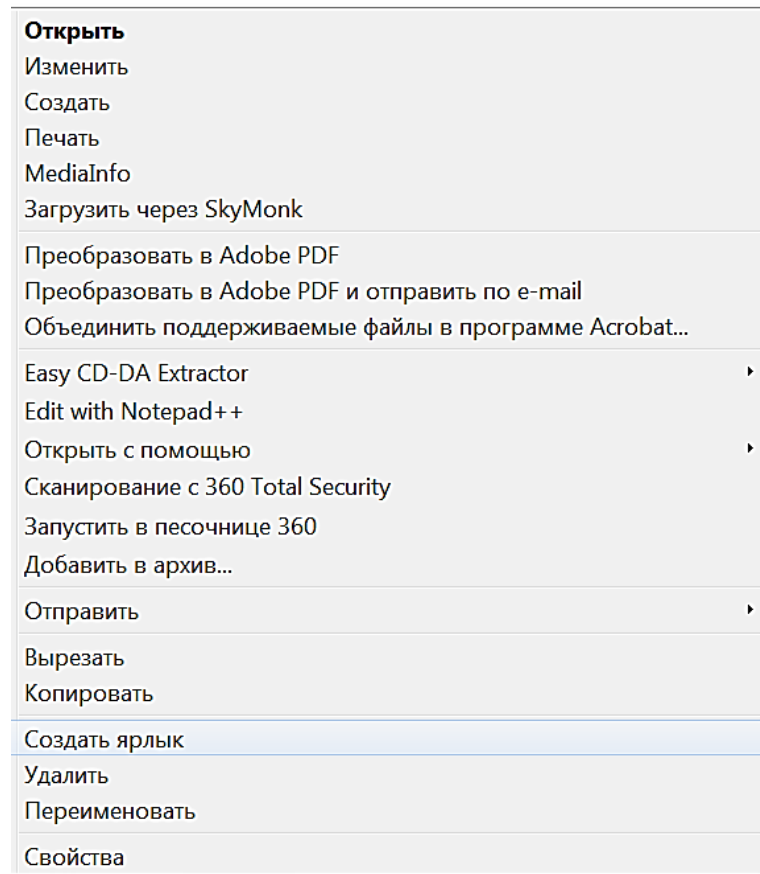 Открыть
Изменить
Создать
Печать
MediaInfo
Загрузить через SkyMonk
Преобразовать в Adobe PDF
Преобразовать в Adobe PDF и отправить по e-mail
Объединить поддерживаемые файлы в программе Acrobat...
Easy CD-DA Extractor
Edit with Notepad++
Открыть с помощью
Сканирование с 360 Total Security
Запустить в песочнице 360
Добавить в архив...
Отправить
Вырезать
Копировать
Создать ярлык
Удалить
Переименовать
Свойства